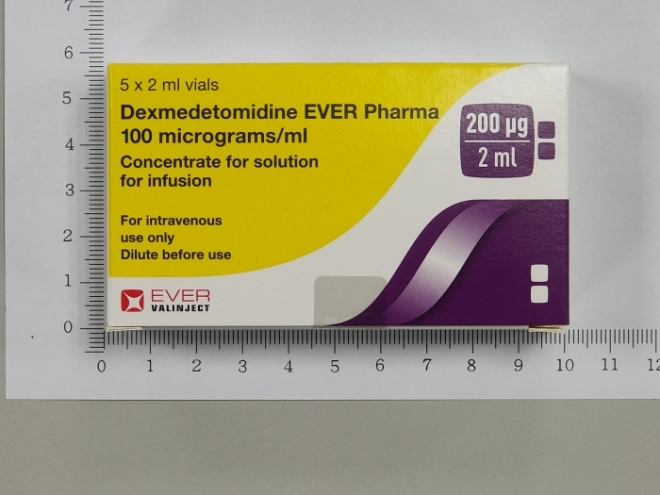 5 x 2 ml vials
Dexmedetomidine EVER Pharma
100 micrograms/ml
Concentrate for solution
for infusion
200 µg
2 ml
For intravenous
use only
Dilute before use
EVER
VALINJECT
7
6
5
4
3
2
1
0
0 1 2 3 4 5 6 7 8 9 10 11 12